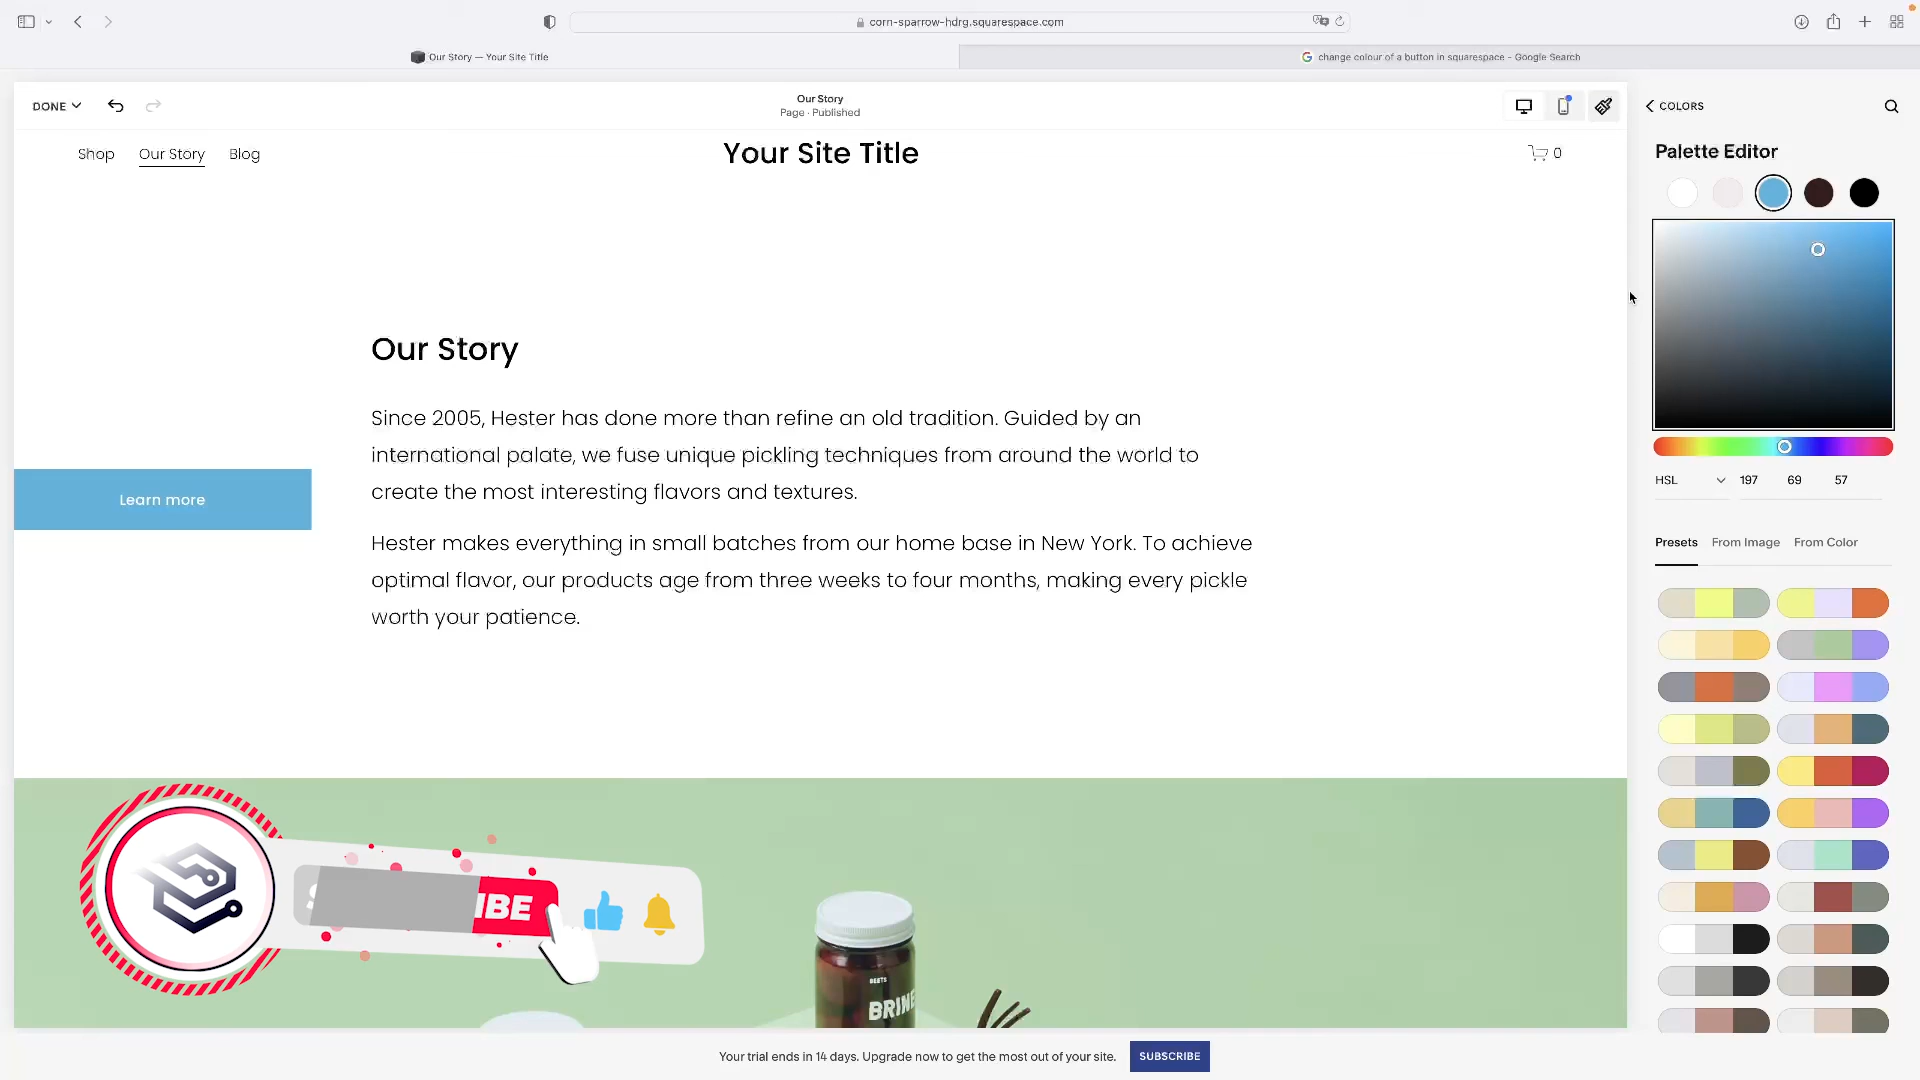 corn-sparrow-hdrg.squarespace.com
Our Story — Your Site Title
change colour of a button in squarespace - Google Search
DONE
Our Story
Page · Published
COLORS
Shop
Our Story
Blog
Your Site Title
0
Palette Editor
Our Story
Since 2005, Hester has done more than refine an old tradition. Guided by an
international palate, we fuse unique pickling techniques from around the world to
create the most interesting flavors and textures.
Learn more
Hester makes everything in small batches from our home base in New York. To achieve
optimal flavor, our products age from three weeks to four months, making every pickle
worth your patience.
HSL
197
69
57
Presets
From Image
From Color
IBE
BEETS
BRINE
Your trial ends in 14 days. Upgrade now to get the most out of your site.
SUBSCRIBE